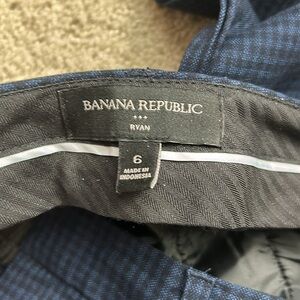 BANANA REPUBLIC
RYAN
6
MADE IN
INDONESIA